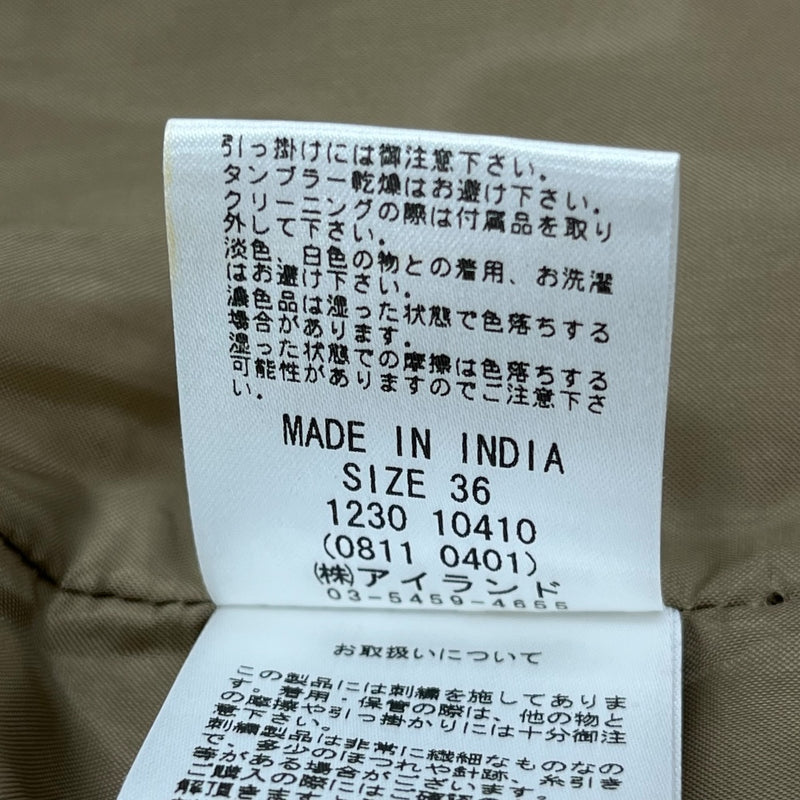 引っ掛けには御注意下さい。
タンブラー乾燥はお避け下さい。
クリーニングの際は付属品を取り
外して下さい。
淡色、白色の物との着用、お洗濯
はお避け下さい。
濃色品は湿った状態で色落ちする
場合があります。
湿った状態での摩擦は色落ちする
可能性がありますのでご注意下さ
い。
MADE IN INDIA
SIZE 36
1230 10410
(0811 0401)
(株)アイランド
03-5459-4655
お取扱いについて
この製品には刺繍を施してありま
す。着用・保管の際は、他の物と
の摩擦や引っ掛かりには十分御注
意下さい。
刺繍製品は非常に繊細なものなの
で、多少のほつれや針跡、糸引き
等がある場合がございます。
ご購入の際にはご確認の
解頂きます